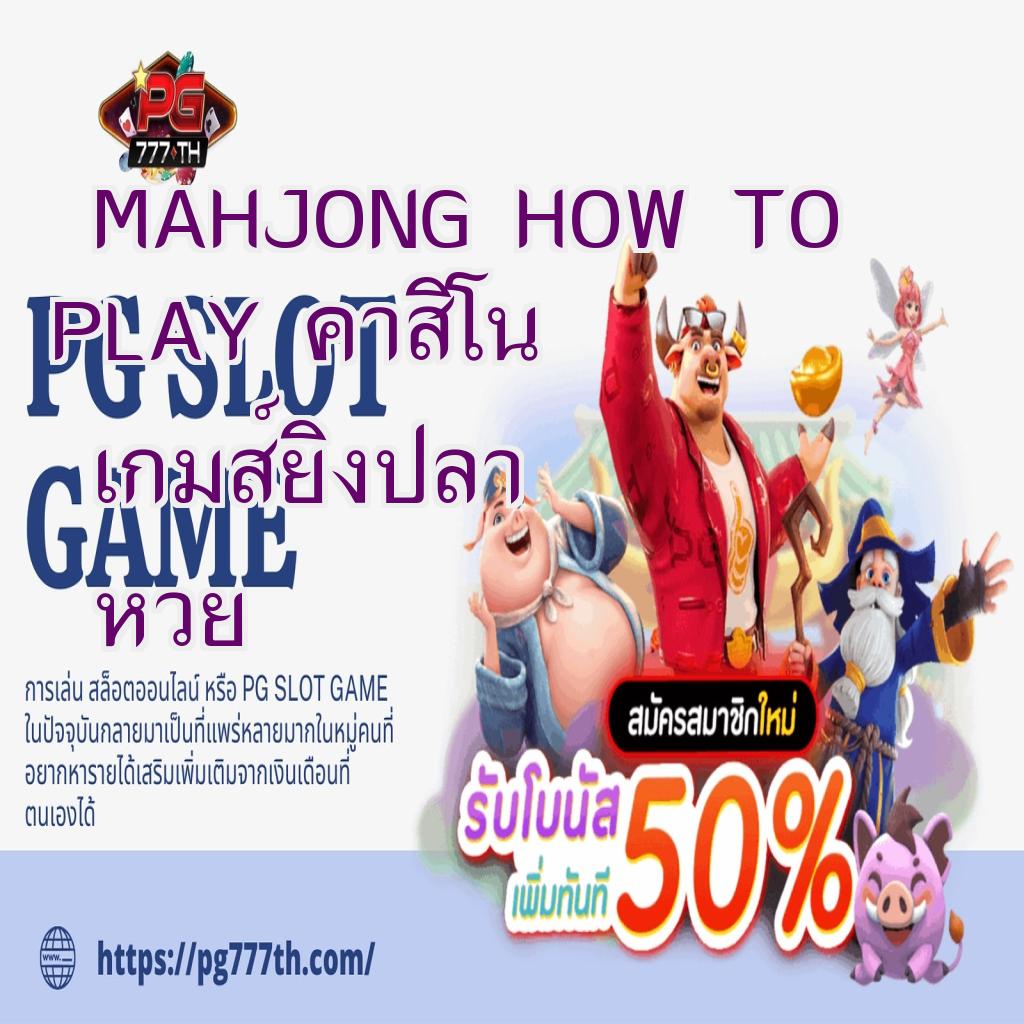 PG
777 TH
MAHJONG HOW TO
PLAY คาสิโน
เกมส์ยิงปลา
หวย
PG SLOT
GAME
การเล่น สล็อตออนไลน์ หรือ PG SLOT GAME
ในปัจจุบันกลายมาเป็นที่แพร่หลายมากในหมู่คนที่
อยากหารายได้เสริมเพิ่มเติมจากเงินเดือนที่
ตนเองได้
สมัครสมาชิกใหม่
รับโบนัส
เพิ่มทันที
50%
https://pg777th.com/